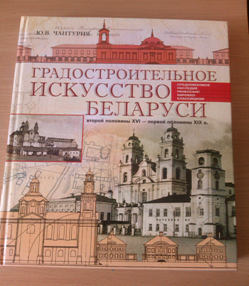 Ю.В. ЧАНТУРИЯ
ГРАДОСТРОИТЕЛЬНОЕ
ИСКУССТВО
БЕЛАРУСИ
второй половины XVI — первой половины XIX в.